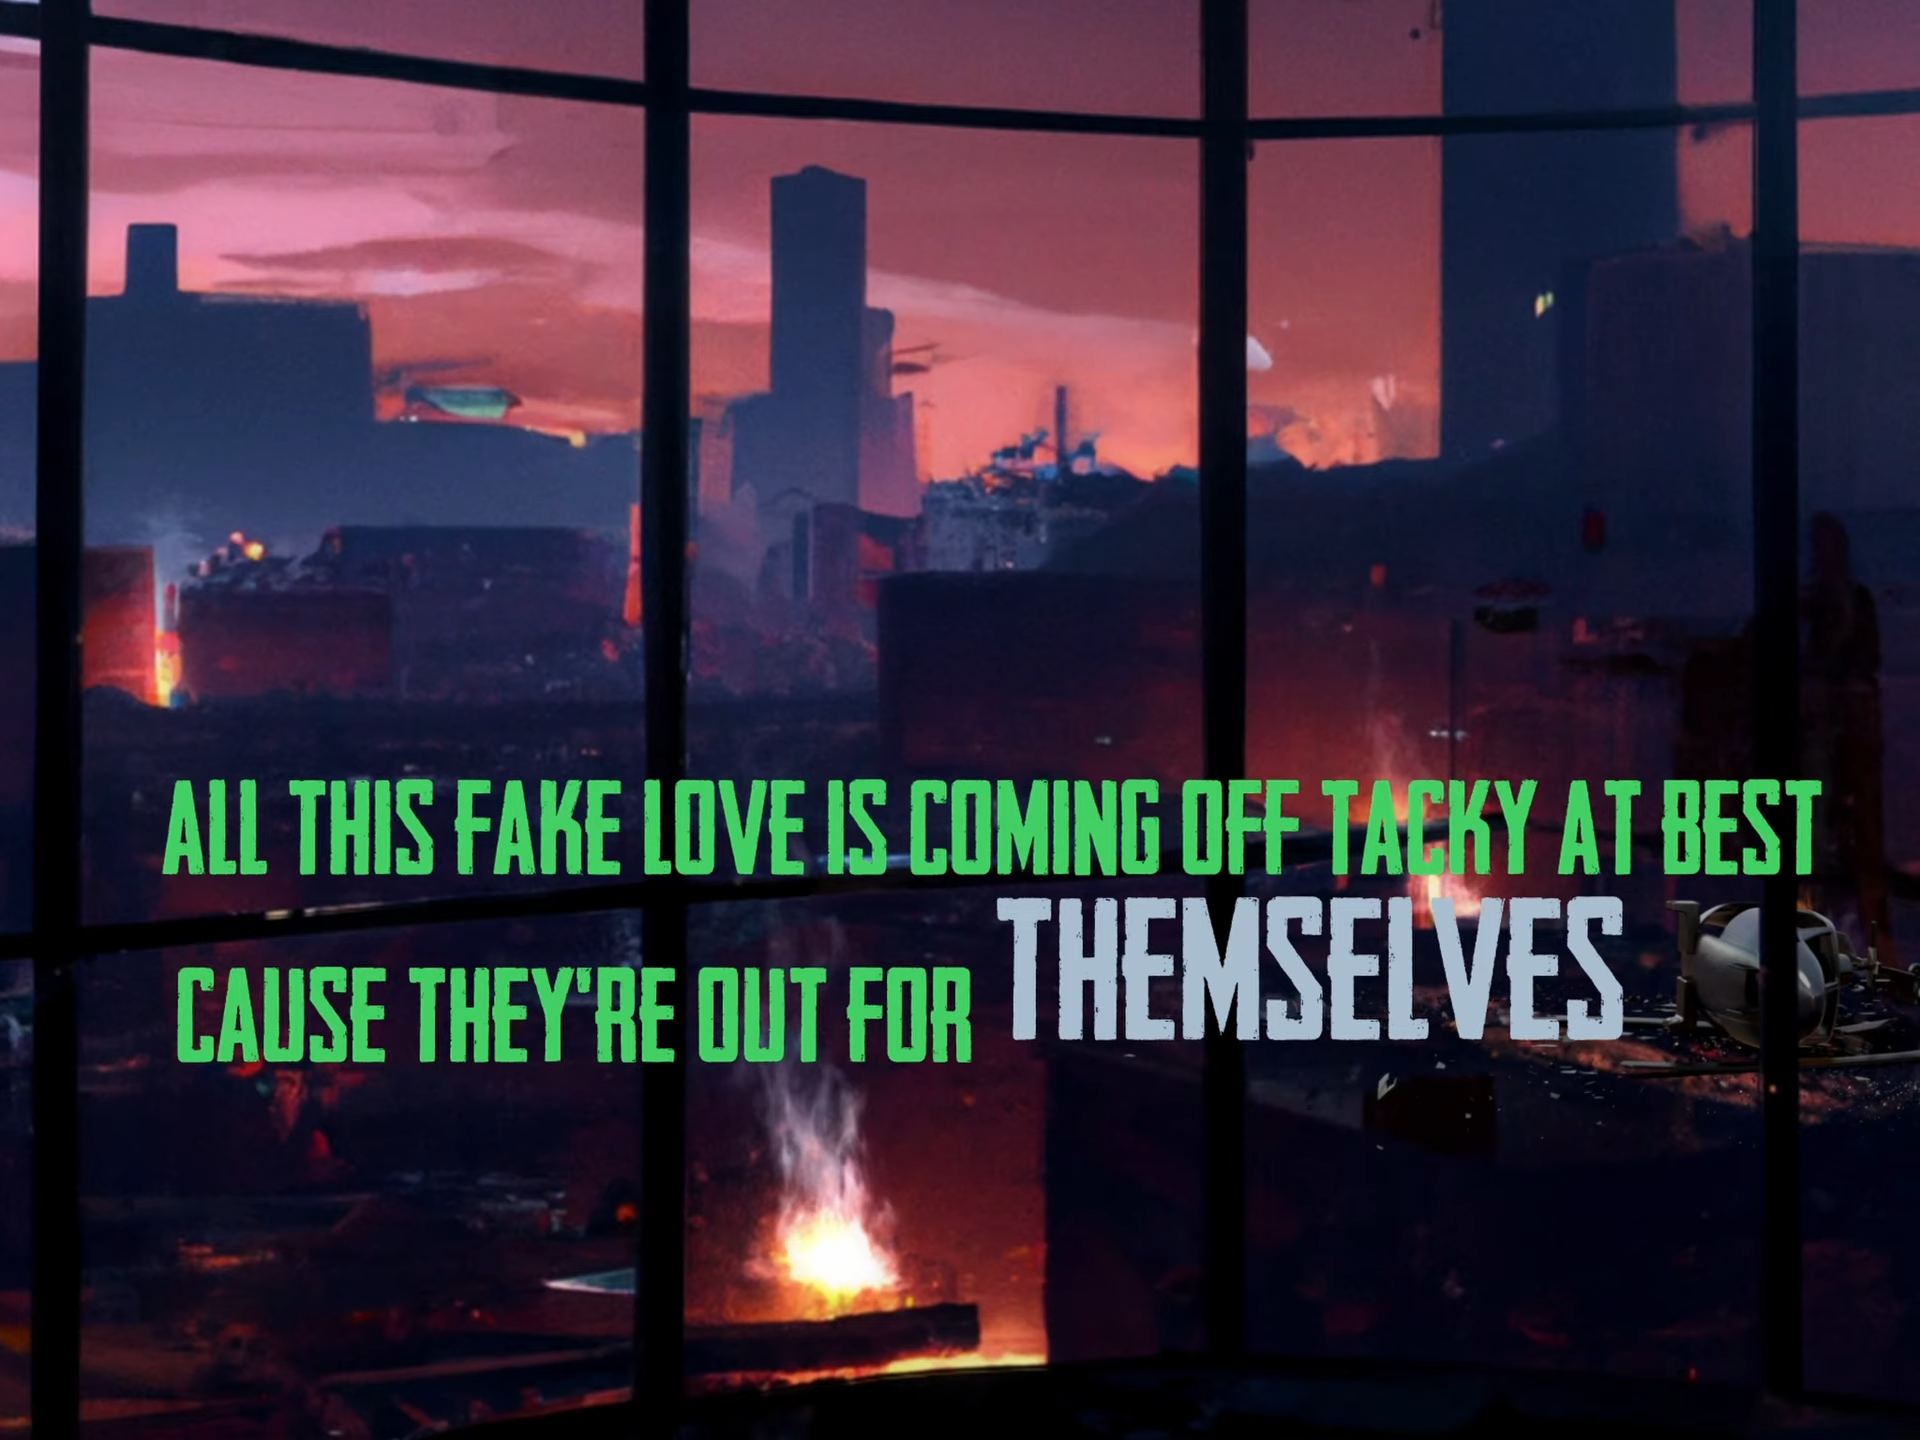 ALL THIS FAKE LOVE IS COMING OFF TACKY AT BEST
CAUSE THEY'RE OUT FOR THEMSELVES